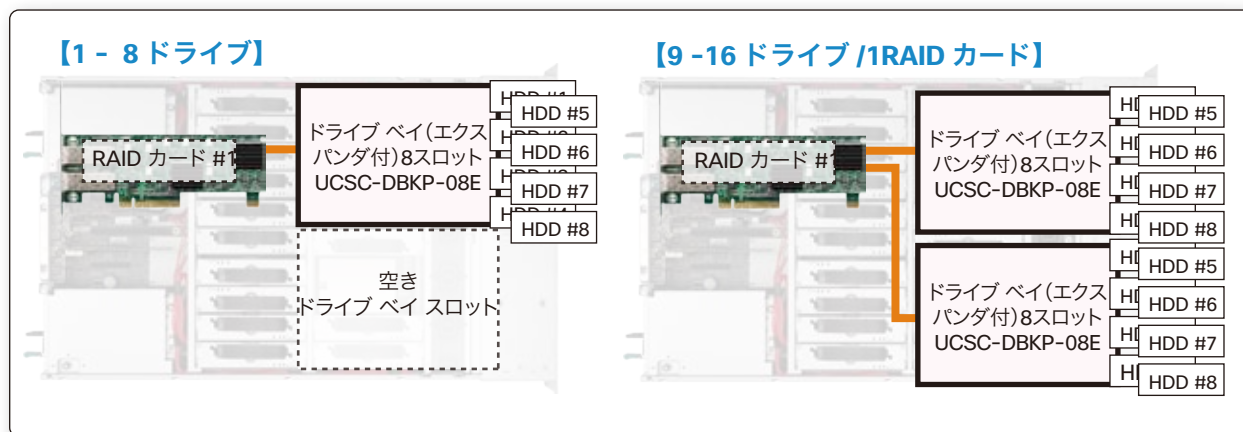 【1 - 8 ドライブ】
RAID カード #1
ドライブ ベイ(エクス
パンダ付)8スロット
UCSC-DBKP-08E
HDD #5
HDD #6
HDD #7
HDD #8
空き
ドライブ ベイ スロット
【9 -16 ドライブ /1RAID カード】
RAID カード #1
ドライブ ベイ(エクス
パンダ付)8スロット
UCSC-DBKP-08E
HDD #5
HDD #6
HDD #7
HDD #8
ドライブ ベイ(エクス
パンダ付)8スロット
UCSC-DBKP-08E
HDD #5
HDD #6
HDD #7
HDD #8